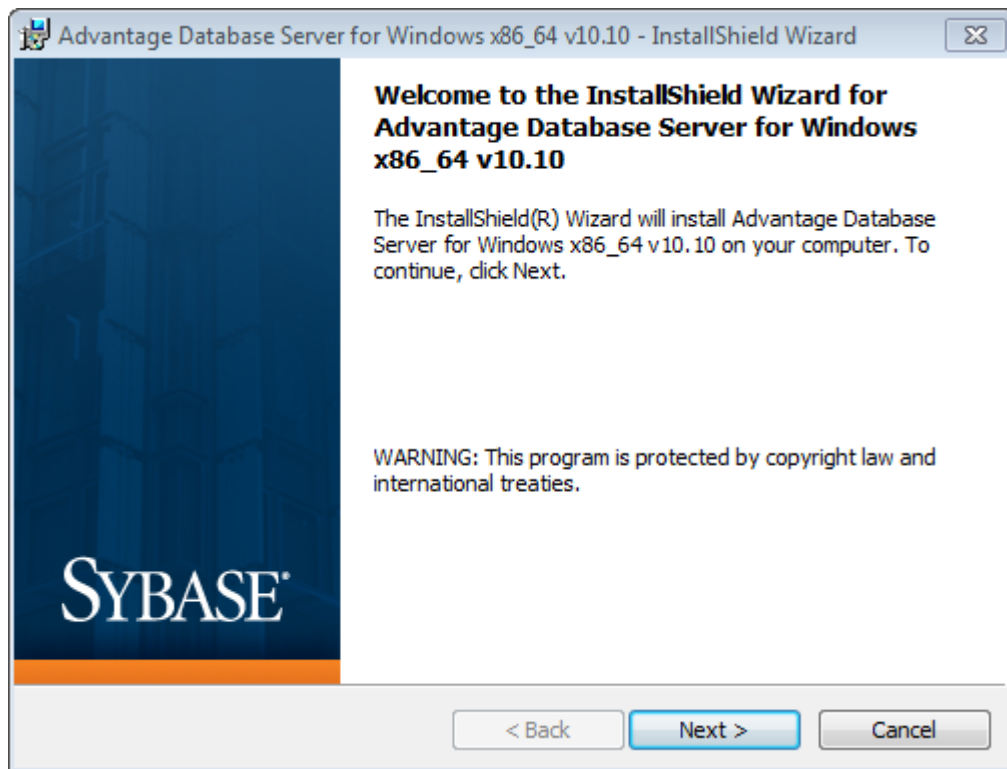 Advantage Database Server for Windows x86_64 v10.10 - InstallShield Wizard
Welcome to the InstallShield Wizard for
Advantage Database Server for Windows
x86_64 v10.10
The InstallShield(R) Wizard will install Advantage Database
Server for Windows x86_64 v10.10 on your computer. To
continue, click Next.
WARNING: This program is protected by copyright law and
international treaties.
SYBASE®
< Back
Next >
Cancel